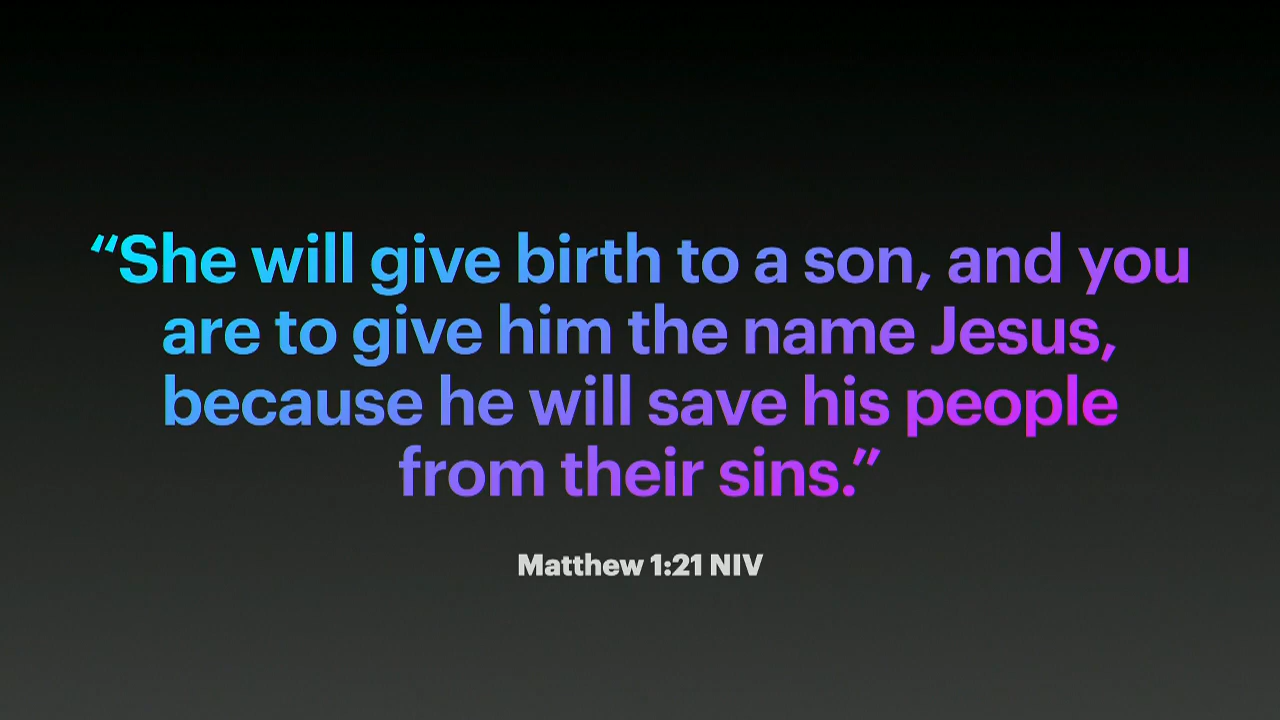 “She will give birth to a son, and you
are to give him the name Jesus,
because he will save his people
from their sins.”
Matthew 1:21 NIV